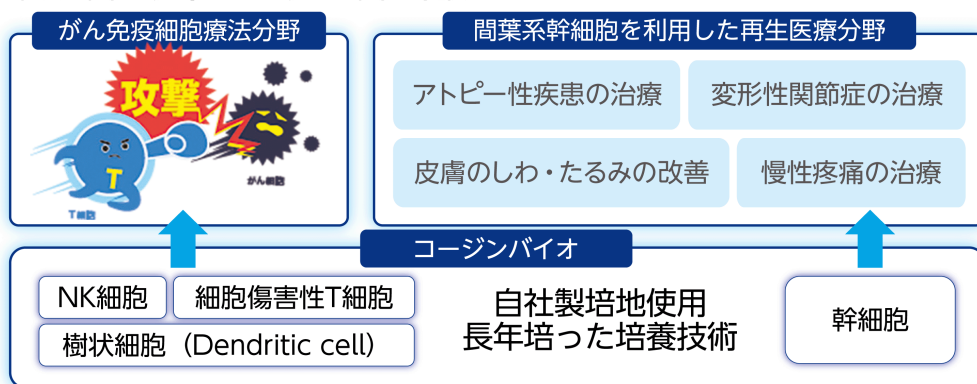 がん免疫細胞療法分野
攻撃
T
T細胞
がん細胞
間葉系幹細胞を利用した再生医療分野
アトピー性疾患の治療
変形性関節症の治療
皮膚のしわ・たるみの改善
慢性疼痛の治療
コージンバイオ
NK細胞
細胞傷害性T細胞
樹状細胞（Dendritic cell）
自社製培地使用
長年培った培養技術
幹細胞